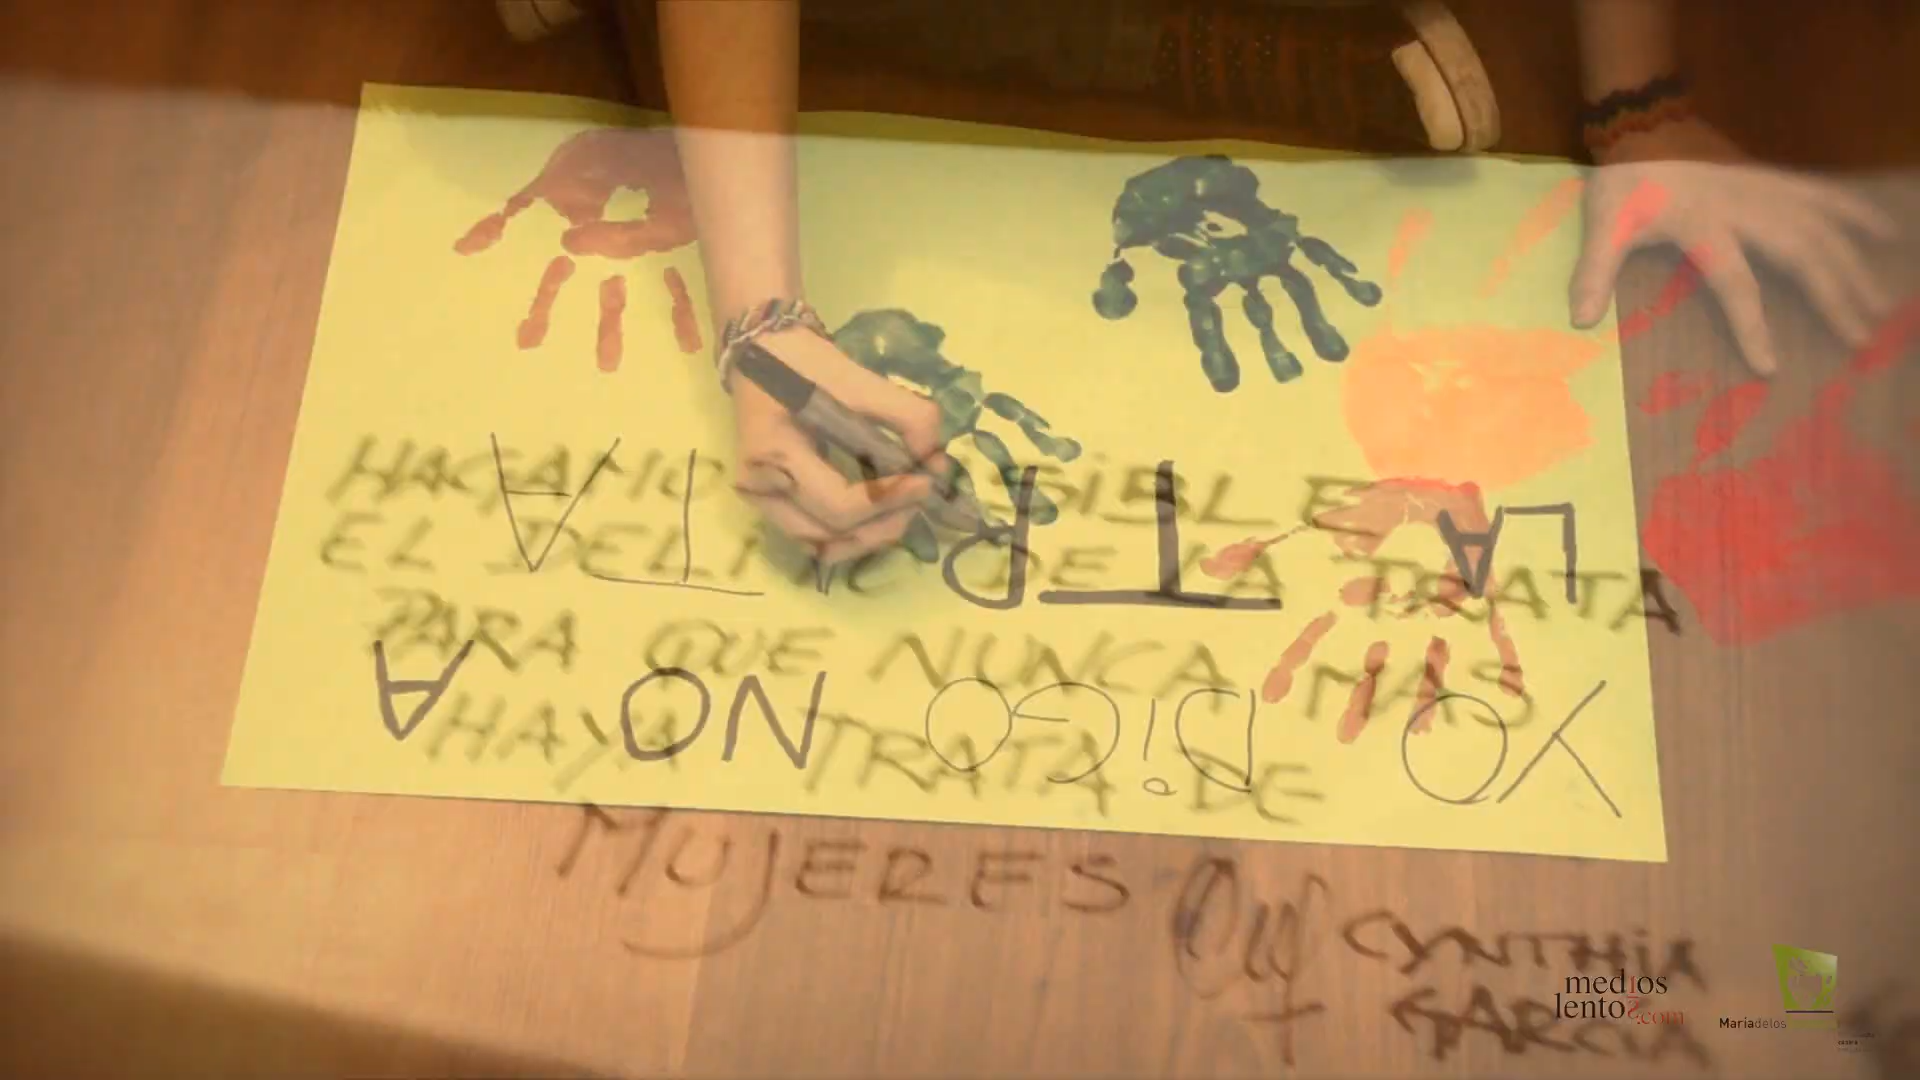 HAGAMOS VISIBLE
EL DELITO DE LA TRATA
PARA QUE NUNCA MAS
HAYA TRATA DE
MUJERES
CYNTHIA
GARCIA
YO DiGO NO A
LA TRATA
medios
lentos.com
Mariadelos